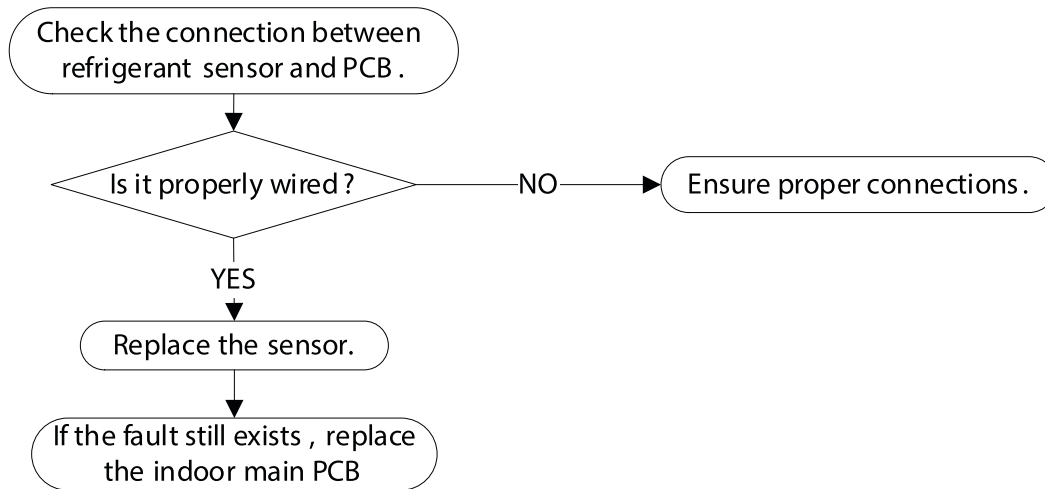 Check the connection between
refrigerant sensor and PCB.
Is it properly wired?
NO
Ensure proper connections.
YES
Replace the sensor.
If the fault still exists, replace
the indoor main PCB